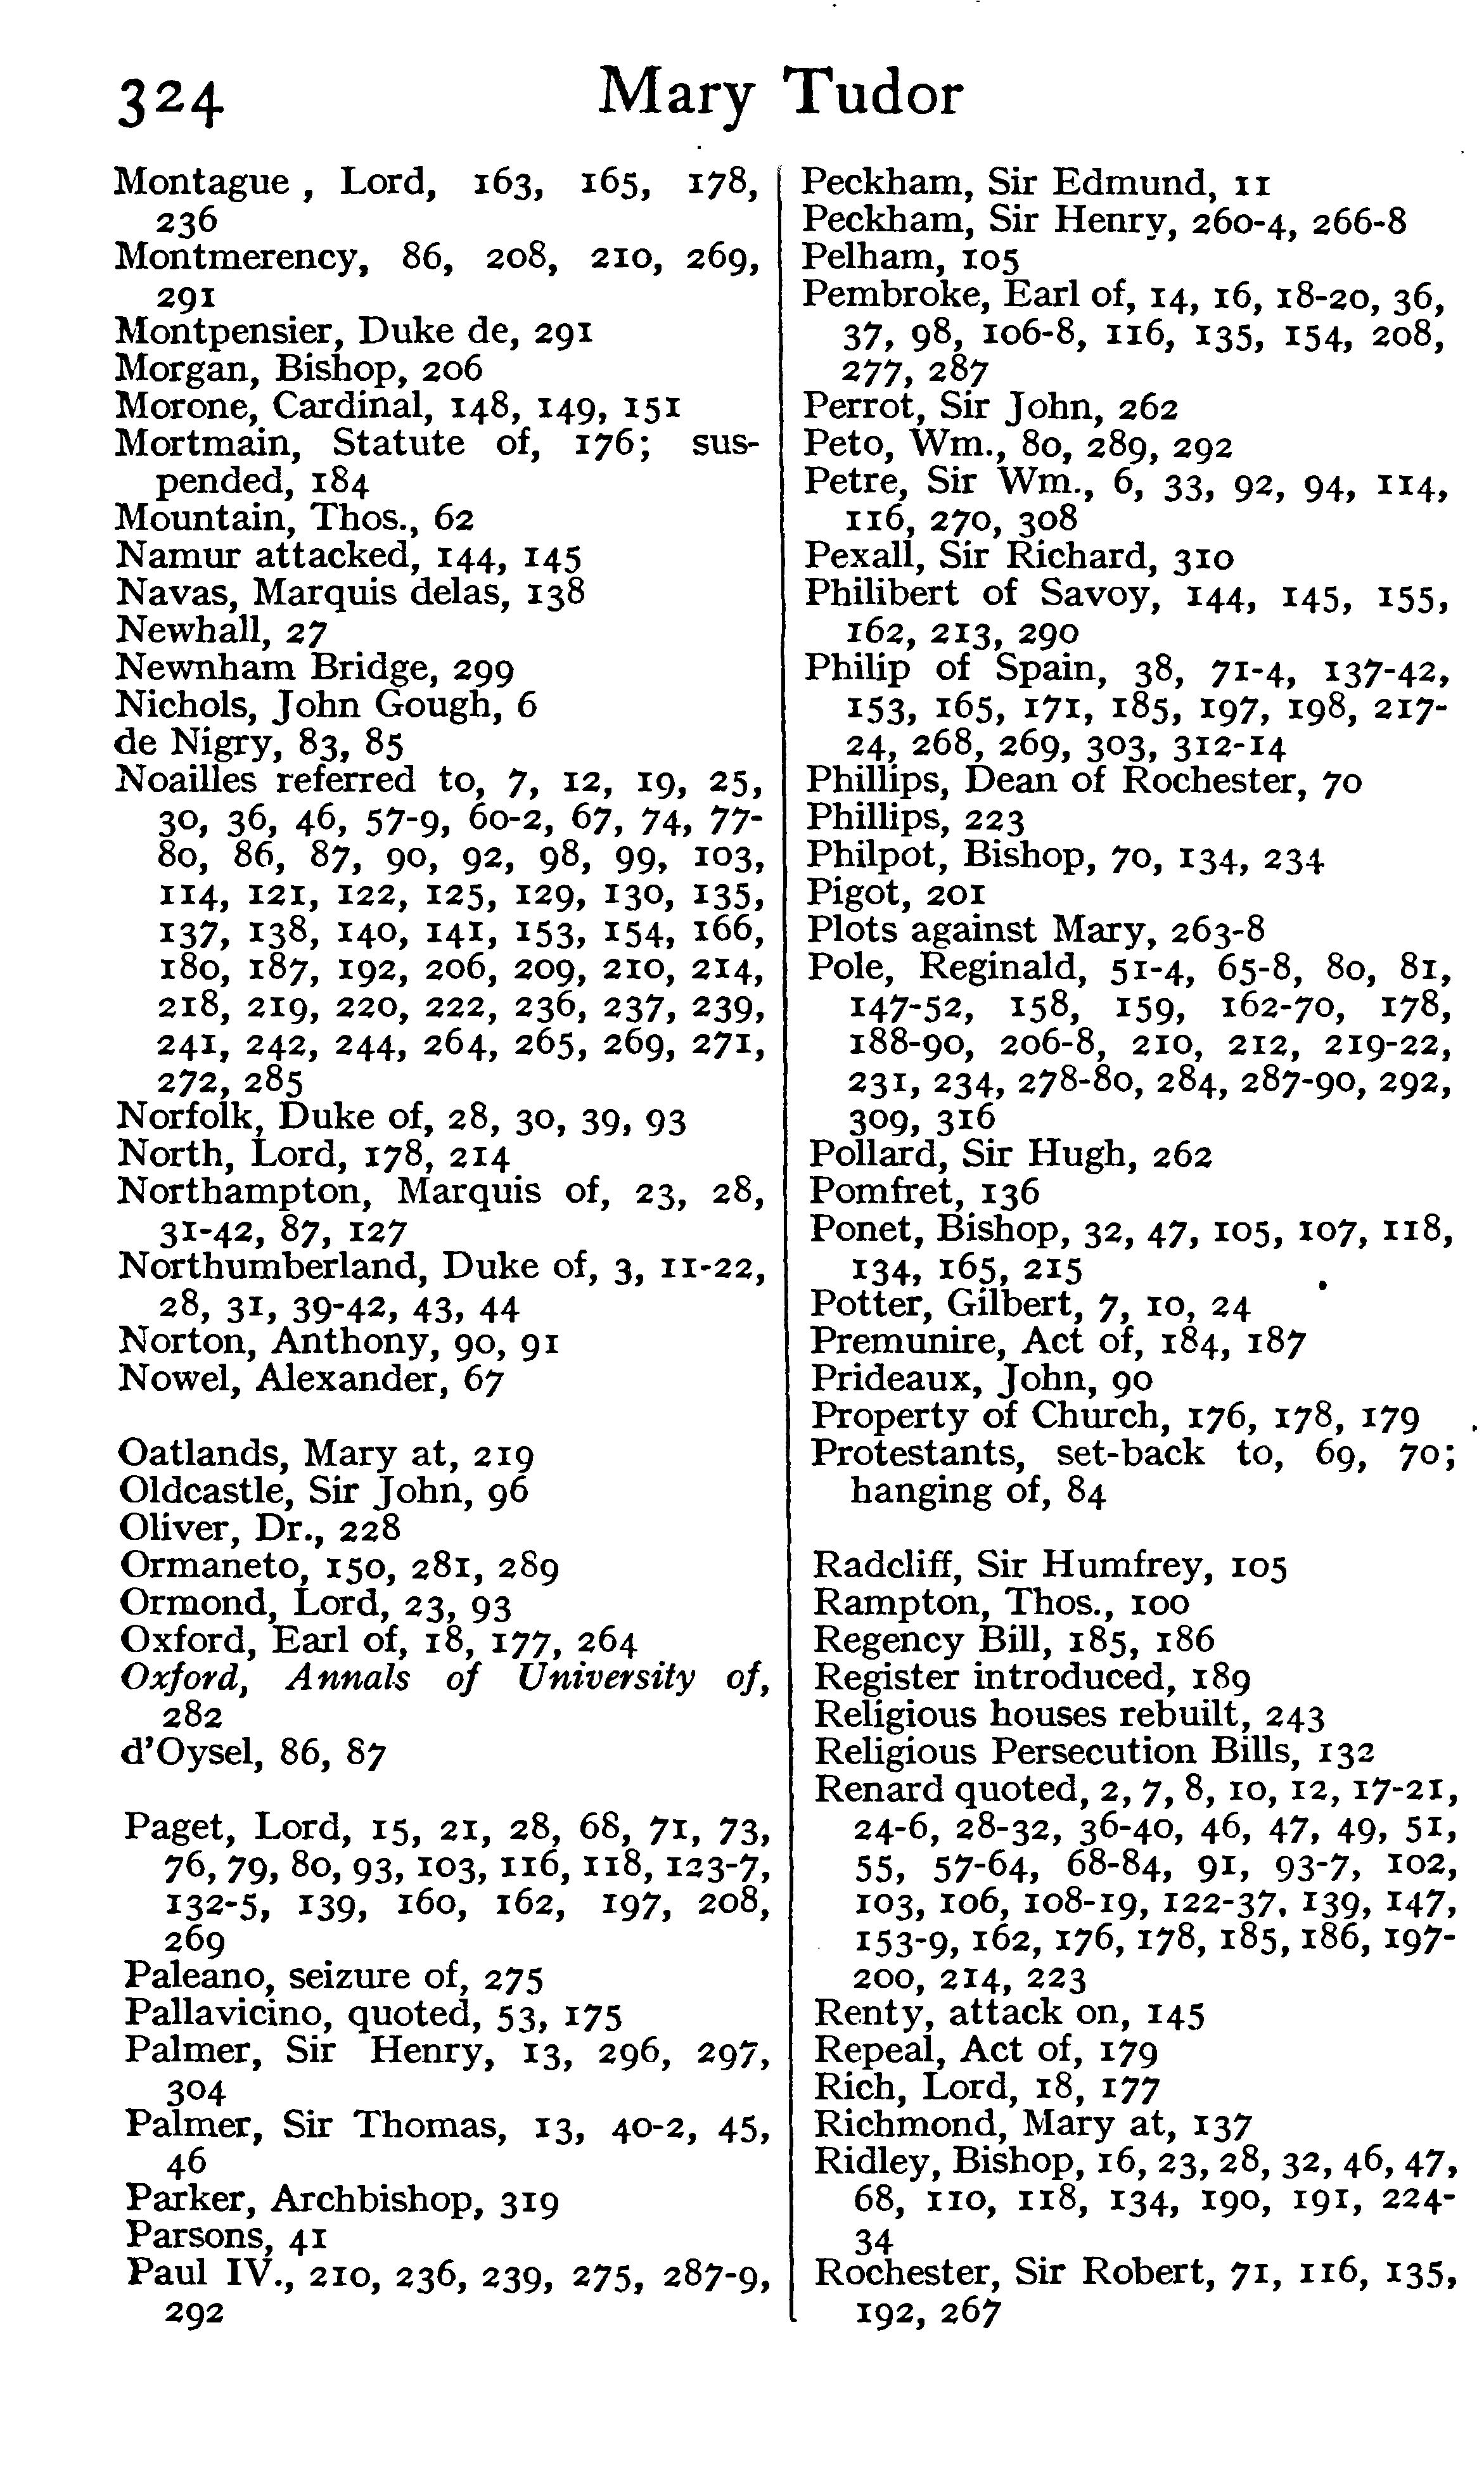 324
Mary Tudor
Montague , Lord, 163, 165, 178,
236
Montmerency, 86, 208, 210, 269,
291
Montpensier, Duke de, 291
Morgan, Bishop, 206
Morone, Cardinal, 148, 149, 151
Mortmain, Statute of, 176; sus-
pended, 184
Mountain, Thos., 62
Namur attacked, 144, 145
Navas, Marquis delas, 138
Newhall, 27
Newnham Bridge, 299
Nichols, John Gough, 6
de Nigry, 83, 85
Noailles referred to, 7, 12, 19, 25,
30, 36, 46, 57-9, 60-2, 67, 74, 77-
80, 86, 87, 90, 92, 98, 99, 103,
114, 121, 122, 125, 129, 130, 135,
137, 138, 140, 141, 153, 154, 166,
180, 187, 192, 206, 209, 210, 214,
218, 219, 220, 222, 236, 237, 239,
241, 242, 244, 264, 265, 269, 271,
272, 285
Norfolk, Duke of, 28, 30, 39, 93
North, Lord, 178, 214
Northampton, Marquis of, 23, 28,
31-42, 87, 127
Northumberland, Duke of, 3, 11-22,
28, 31, 39-42, 43, 44
Norton, Anthony, 90, 91
Nowel, Alexander, 67
Oatlands, Mary at, 219
Oldcastle, Sir John, 96
Oliver, Dr., 228
Ormaneto, 150, 281, 289
Ormond, Lord, 23, 93
Oxford, Earl of, 18, 177, 264
Oxford, Annals of University of,
282
d'Oysel, 86, 87
Paget, Lord, 15, 21, 28, 68, 71, 73,
76, 79, 80, 93, 103, 116, 118, 123-7,
132-5, 139, 160, 162, 197, 208,
269
Paleano, seizure of, 275
Pallavicino, quoted, 53, 175
Palmer, Sir Henry, 13, 296, 297,
304
Palmer, Sir Thomas, 13, 40-2, 45,
46
Parker, Archbishop, 319
Parsons, 41
Paul IV., 210, 236, 239, 275, 287-9,
292
Peckham, Sir Edmund, 11
Peckham, Sir Henry, 260-4, 266-8
Pelham, 105
Pembroke, Earl of, 14, 16, 18-20, 36,
37, 98, 106-8, 116, 135, 154, 208,
277, 287
Perrot, Sir John, 262
Peto, Wm., 80, 289, 292
Petre, Sir Wm., 6, 33, 92, 94, 114,
116, 270, 308
Pexall, Sir Richard, 310
Philibert of Savoy, 144, 145, 155,
162, 213, 290
Philip of Spain, 38, 71-4, 137-42,
153, 165, 171, 185, 197, 198, 217-
24, 268, 269, 303, 312-14
Phillips, Dean of Rochester, 70
Phillips, 223
Philpot, Bishop, 70, 134, 234
Pigot, 201
Plots against Mary, 263-8
Pole, Reginald, 51-4, 65-8, 80, 81,
147-52, 158, 159, 162-70, 178,
188-90, 206-8, 210, 212, 219-22,
231, 234, 278-80, 284, 287-90, 292,
309, 316
Pollard, Sir Hugh, 262
Pomfret, 136
Ponet, Bishop, 32, 47, 105, 107, 118,
134, 165, 215
Potter, Gilbert, 7, 10, 24
Premunire, Act of, 184, 187
Prideaux, John, 90
Property of Church, 176, 178, 179
Protestants, set-back to, 69, 70;
hanging of, 84
Radcliff, Sir Humfrey, 105
Rampton, Thos., 100
Regency Bill, 185, 186
Register introduced, 189
Religious houses rebuilt, 243
Religious Persecution Bills, 132
Renard quoted, 2, 7, 8, 10, 12, 17-21,
24-6, 28-32, 36-40, 46, 47, 49, 51,
55, 57-64, 68-84, 91, 93-7, 102,
103, 106, 108-19, 122-37, 139, 147,
153-9, 162, 176, 178, 185, 186, 197-
200, 214, 223
Renty, attack on, 145
Repeal, Act of, 179
Rich, Lord, 18, 177
Richmond, Mary at, 137
Ridley, Bishop, 16, 23, 28, 32, 46, 47,
68, 110, 118, 134, 190, 191, 224-
34
Rochester, Sir Robert, 71, 116, 135,
192, 267